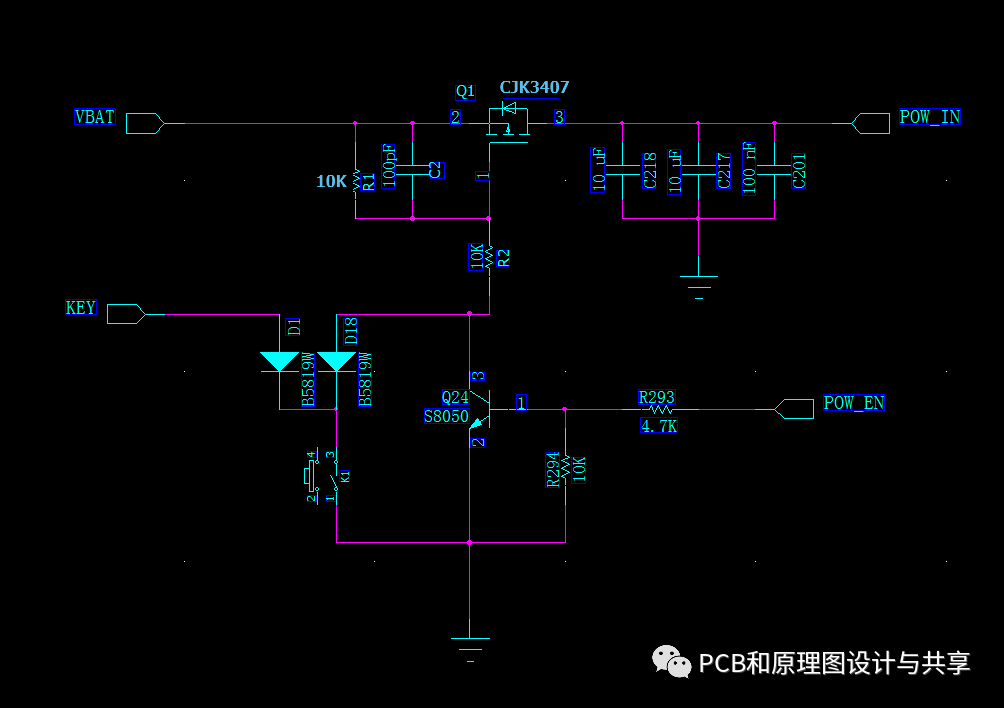 Q1
CJK3407
VBAT
2
3
POW_IN
10K
R1
100pF
C2
1
10 uF
C218
10 uF
C217
100 nF
C201
10K
R2
KEY
D1
B5819W
D18
B5819W
3
Q24
S8050
1
2
R293
4.7K
POW_EN
R294
10K
4
3
K1
2
1
PCB和原理图设计与共享